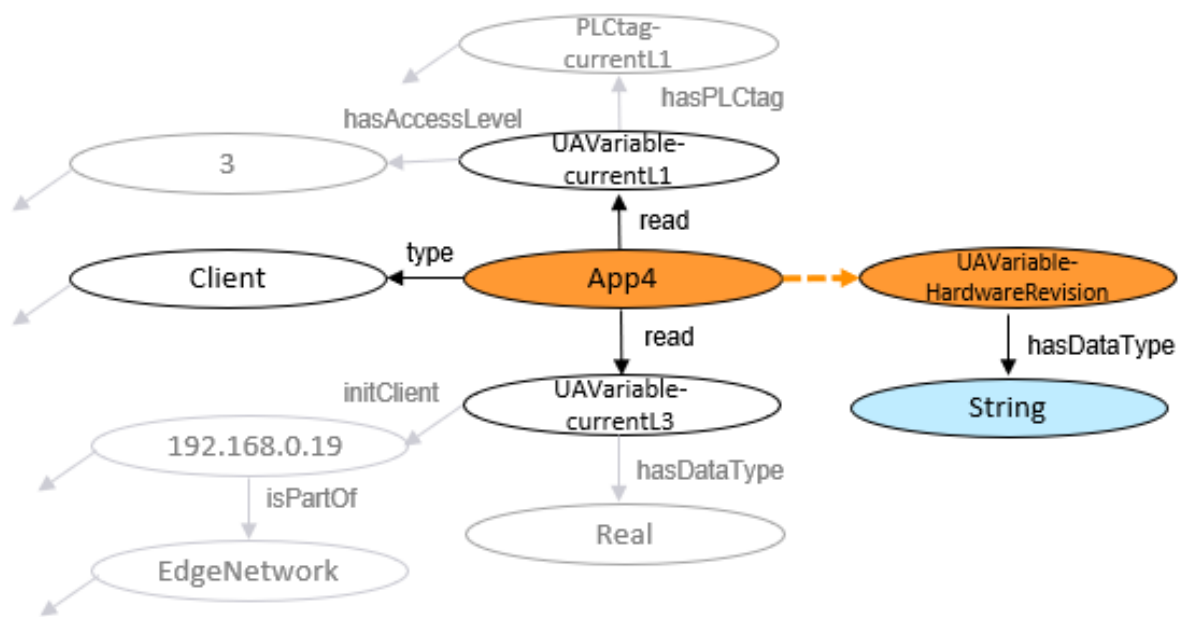 PLCtag-
currentL1
hasPLCtag
hasAccessLevel
3
UAVariable-
currentL1
read
type
Client
App4
UAVariable-
HardwareRevision
read
hasDataType
initClient
UAVariable-
currentL3
String
192.168.0.19
hasDataType
isPartOf
Real
EdgeNetwork